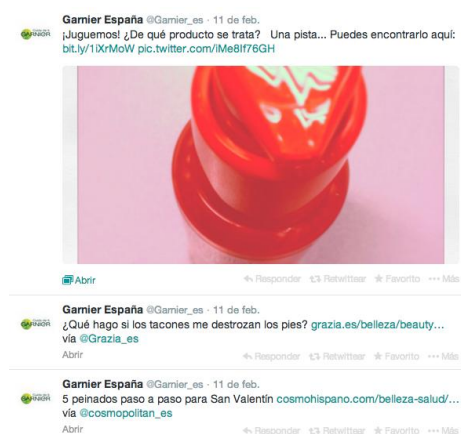 Garnier España @Garnier_es · 11 de feb.
¡Juguemos! ¿De qué producto se trata? Una pista... Puedes encontrarlo aquí:
bit.ly/1iXrMoW pic.twitter.com/iMe8If76GH
GARNIER
Abrir
Responder Retwittear Favorito Más
Garnier España @Garnier_es · 11 de feb.
¿Qué hago si los tacones me destrozan los pies? grazia.es/belleza/beauty…
vía @Grazia_es
GARNIER
Abrir
Responder Retwittear Favorito Más
Garnier España @Garnier_es · 11 de feb.
5 peinados paso a paso para San Valentín cosmohispano.com/belleza-salud/…
vía @cosmopolitan_es
GARNIER
Abrir
Responder Retwittear Favorito Más